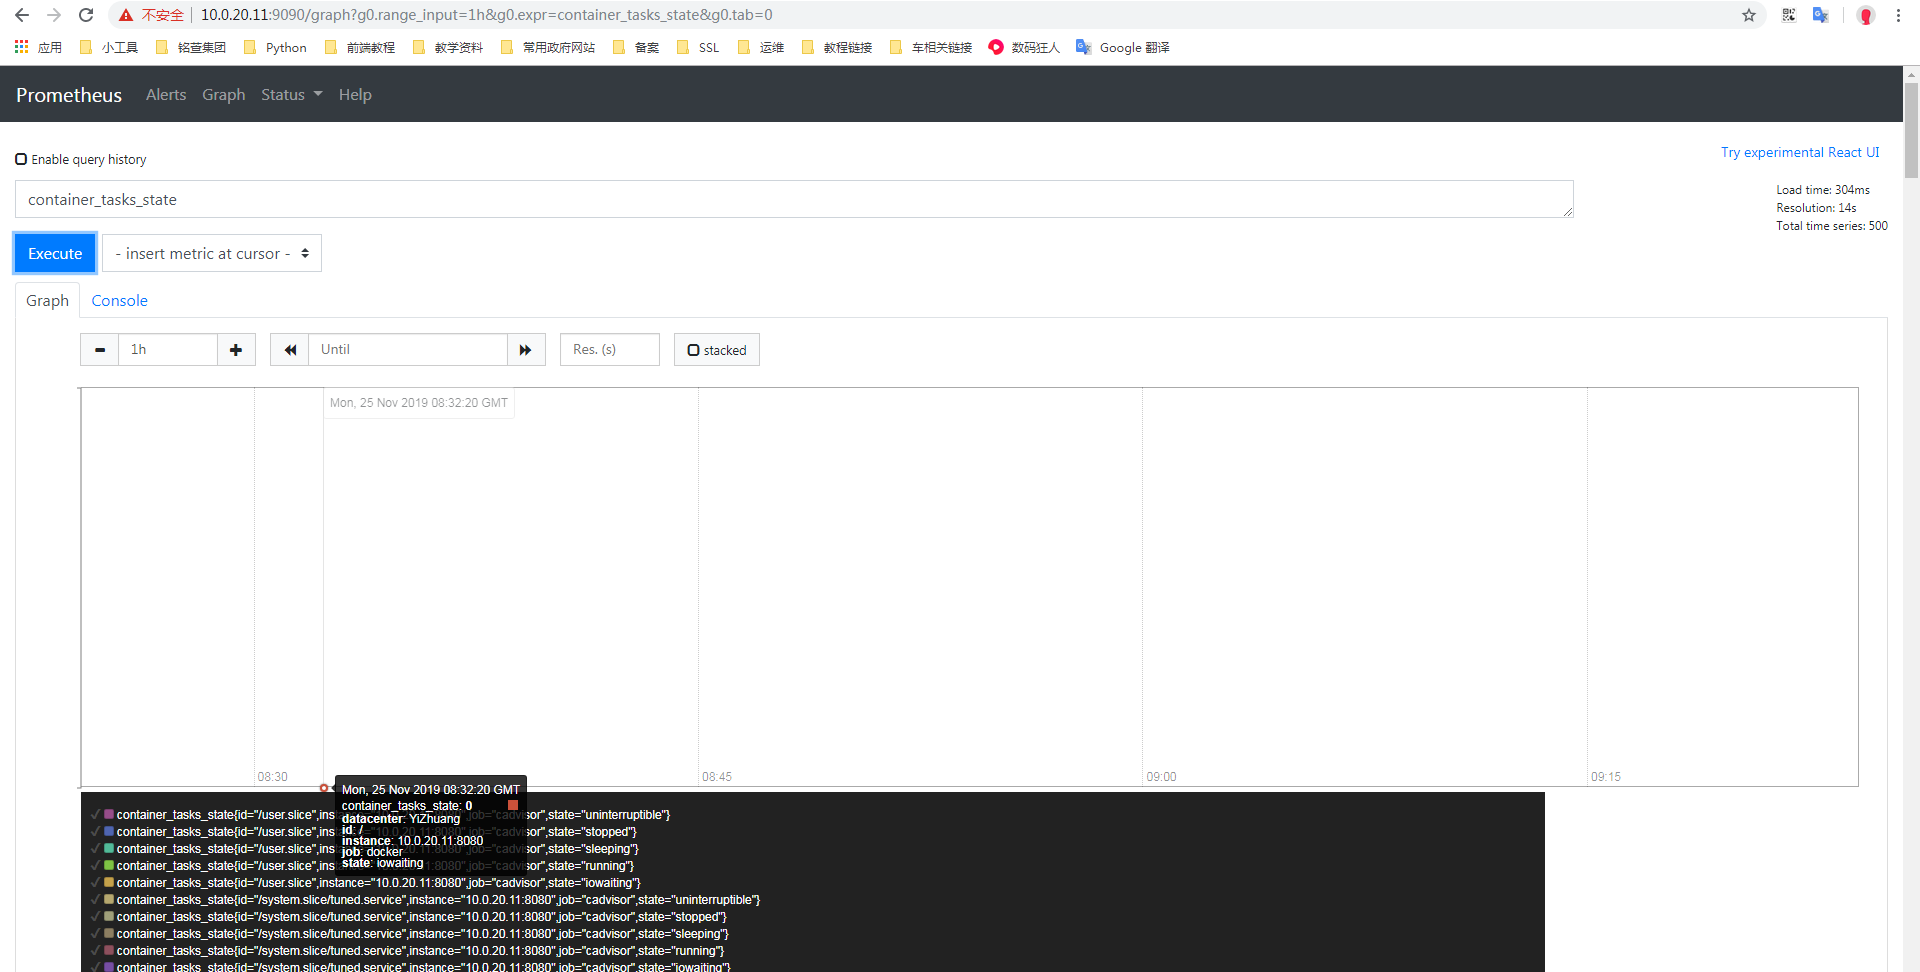 不安全 10.0.20.11:9090/graph?g0.range_input=1h&g0.expr=container_tasks_state&g0.tab=0
应用 小工具 铭萱集团 Python 前端教程 教学资料 常用政府网站 备案 SSL 运维 教程链接 车相关链接 数码狂人 Google 翻译
Prometheus Alerts Graph Status Help
Enable query history
Try experimental React UI
container_tasks_state
Load time: 304ms
Resolution: 14s
Total time series: 500
Execute - insert metric at cursor -
Graph Console
1h Until Res. (s) stacked
Mon, 25 Nov 2019 08:32:20 GMT
08:30 08:45 09:00 09:15
Mon, 25 Nov 2019 08:32:20 GMT
container_tasks_state: 0
datacenter: YiZhuang
id: /
instance: 10.0.20.11:8080
job: docker
state: iowaiting
container_tasks_state{id="/user.slice",ins job="cadvisor",state="uninterruptible"}
container_tasks_state{id="/user.slice",ins job="cadvisor",state="stopped"}
container_tasks_state{id="/user.slice",ins job="cadvisor",state="sleeping"}
container_tasks_state{id="/user.slice",ins job="cadvisor",state="running"}
container_tasks_state{id="/user.slice",instance="10.0.20.11:8080",job="cadvisor",state="iowaiting"}
container_tasks_state{id="/system.slice/tuned.service",instance="10.0.20.11:8080",job="cadvisor",state="uninterruptible"}
container_tasks_state{id="/system.slice/tuned.service",instance="10.0.20.11:8080",job="cadvisor",state="stopped"}
container_tasks_state{id="/system.slice/tuned.service",instance="10.0.20.11:8080",job="cadvisor",state="sleeping"}
container_tasks_state{id="/system.slice/tuned.service",instance="10.0.20.11:8080",job="cadvisor",state="running"}
container_tasks_state{id="/system.slice/tuned.service",instance="10.0.20.11:8080",job="cadvisor",state="iowaiting"}